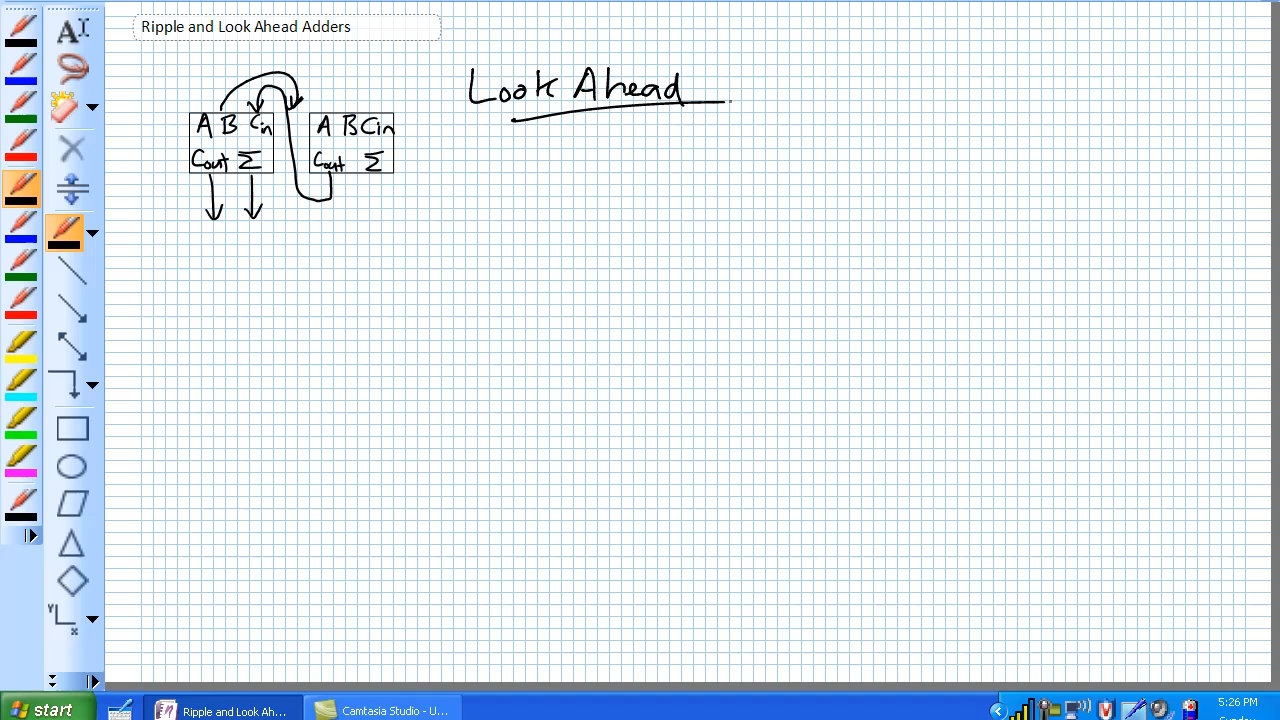 Ripple and Look Ahead Adders
Look Ahead
A B Cin
Cout Σ
A B Cin
Cout Σ
start
Ripple and Look Ah...
Camtasia Studio - U...
5:26 PM